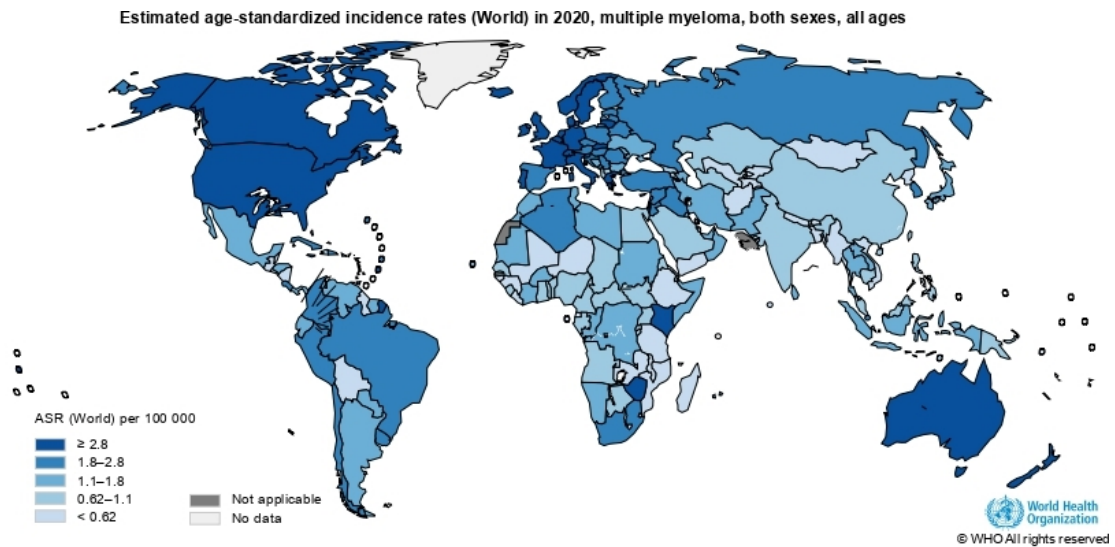 Estimated age-standardized incidence rates (World) in 2020, multiple myeloma, both sexes, all ages
ASR (World) per 100 000
≥ 2.8
1.8–2.8
1.1–1.8
0.62–1.1
< 0.62
Not applicable
No data
World Health
Organization
© WHO All rights reserved